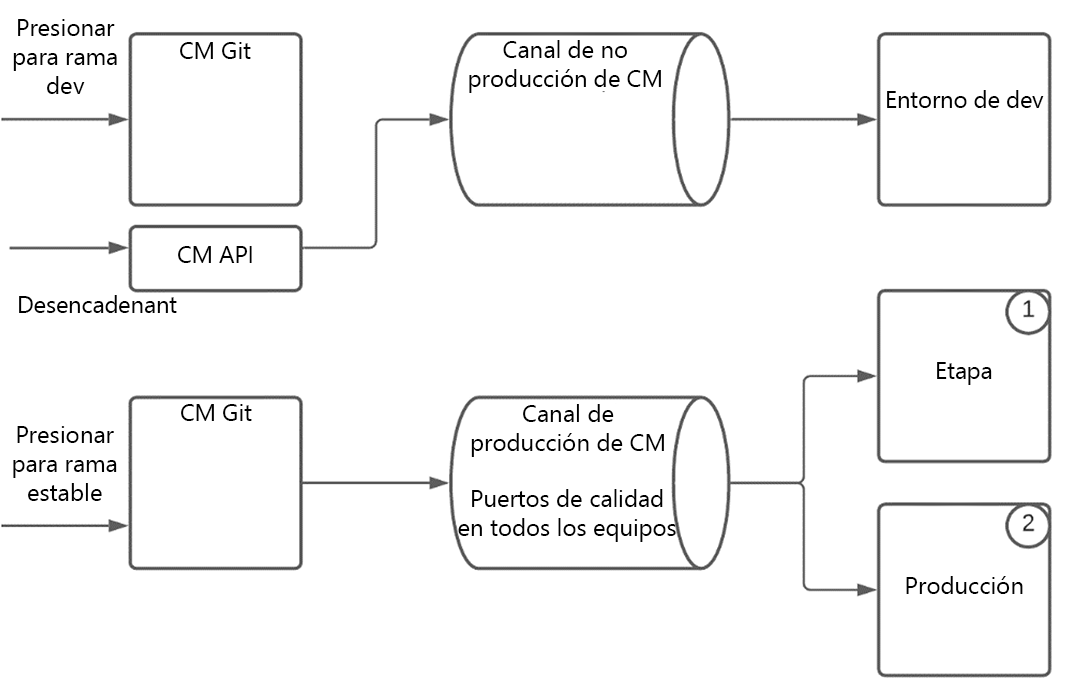 Presionar
para rama
dev
CM Git
Canal de no
producción de CM
Entorno de dev
CM API
Desencadenant
1
Etapa
Presionar
para rama
estable
CM Git
Canal de
producción de CM
Puertos de calidad
en todos los equipos
2
Producción